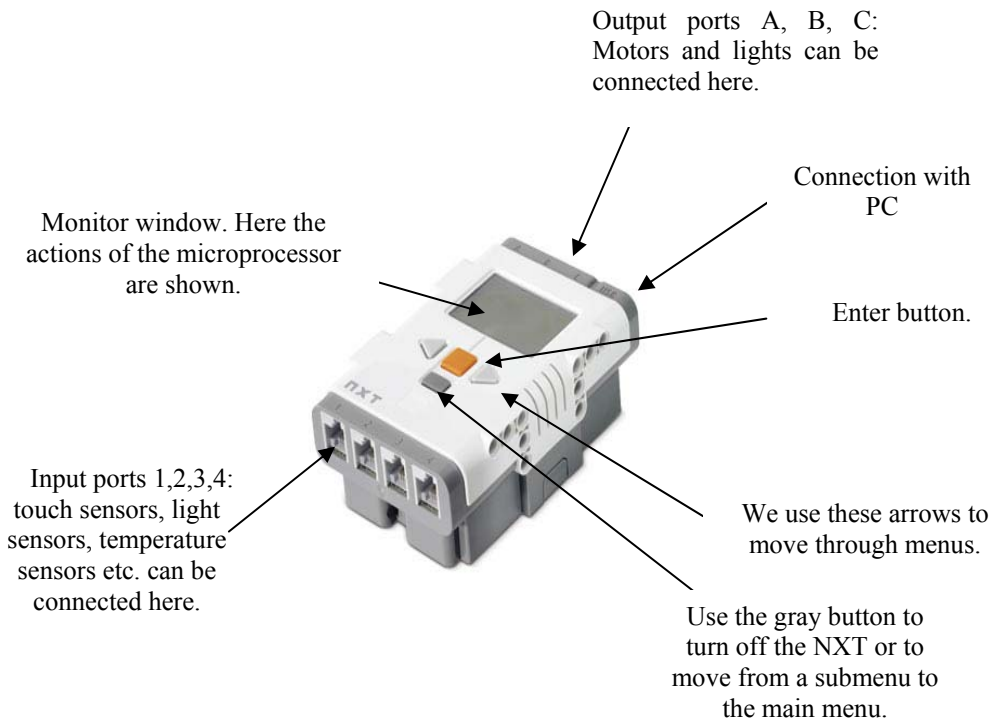 Output ports A, B, C:
Motors and lights can be
connected here.
Connection with
PC
Monitor window. Here the
actions of the microprocessor
are shown.
Enter button.
NXT
Input ports 1,2,3,4:
touch sensors, light
sensors, temperature
sensors etc. can be
connected here.
We use these arrows to
move through menus.
Use the gray button to
turn off the NXT or to
move from a submenu to
the main menu.